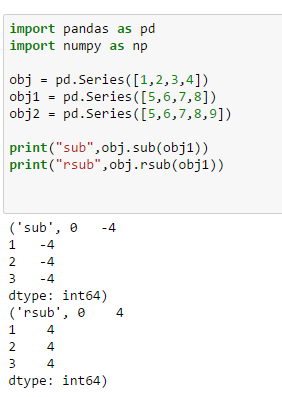 import pandas as pd
import numpy as np
obj = pd.Series([1,2,3,4])
obj1 = pd.Series([5,6,7,8])
obj2 = pd.Series([5,6,7,8,9])
print("sub",obj.sub(obj1))
print("rsub",obj.rsub(obj1))
('sub', 0   -4
1   -4
2   -4
3   -4
dtype: int64)
('rsub', 0    4
1    4
2    4
3    4
dtype: int64)